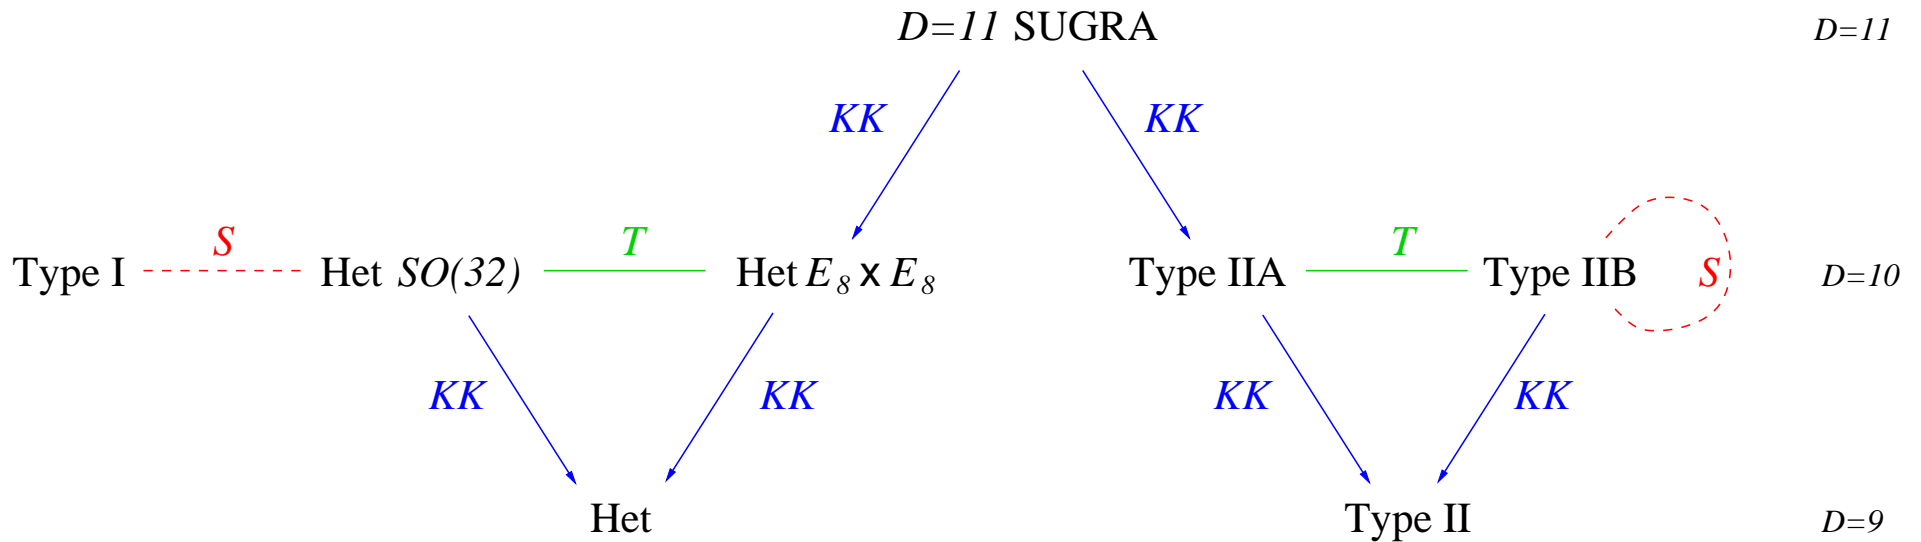 D=11 SUGRA D=11
KK KK
S T T
Type I Het SO(32) Het E₈ x E₈ Type IIA Type IIB S D=10
KK KK KK KK
Het Type II D=9